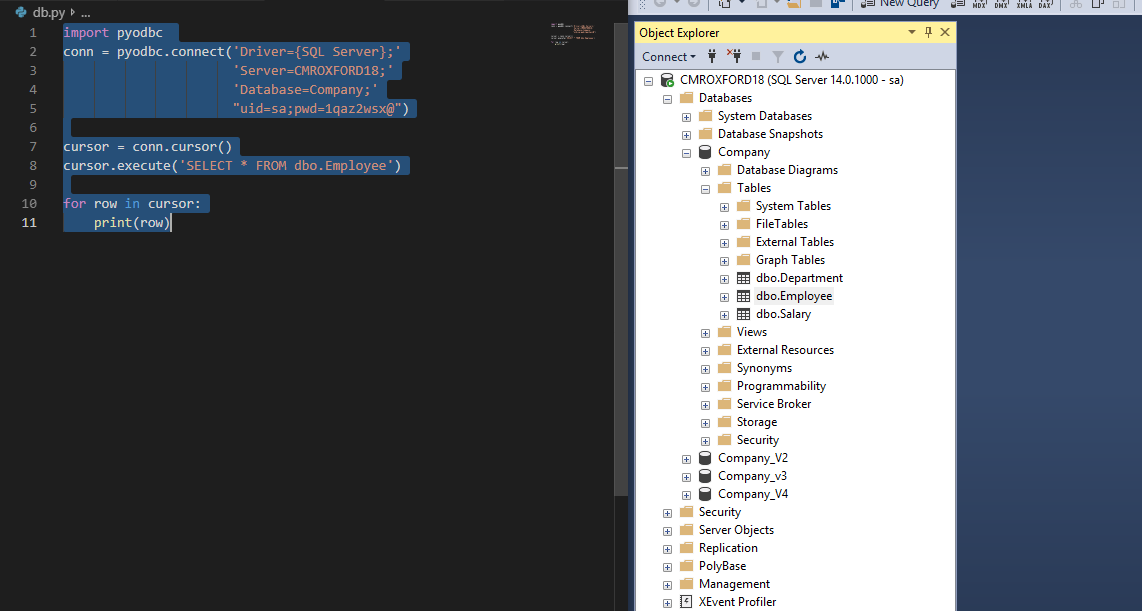 db.py › ...
1 import pyodbc
2 conn = pyodbc.connect('Driver={SQL Server};'
3 'Server=CMROXFORD18;'
4 'Database=Company;'
5 "uid=sa;pwd=1qaz2wsx@")
6
7 cursor = conn.cursor()
8 cursor.execute('SELECT * FROM dbo.Employee')
9
10 for row in cursor:
11 print(row)
New Query
MDX DMX XMLA DAX
Object Explorer
Connect
CMROXFORD18 (SQL Server 14.0.1000 - sa)
Databases
System Databases
Database Snapshots
Company
Database Diagrams
Tables
System Tables
FileTables
External Tables
Graph Tables
dbo.Department
dbo.Employee
dbo.Salary
Views
External Resources
Synonyms
Programmability
Service Broker
Storage
Security
Company_V2
Company_v3
Company_V4
Security
Server Objects
Replication
PolyBase
Management
XEvent Profiler